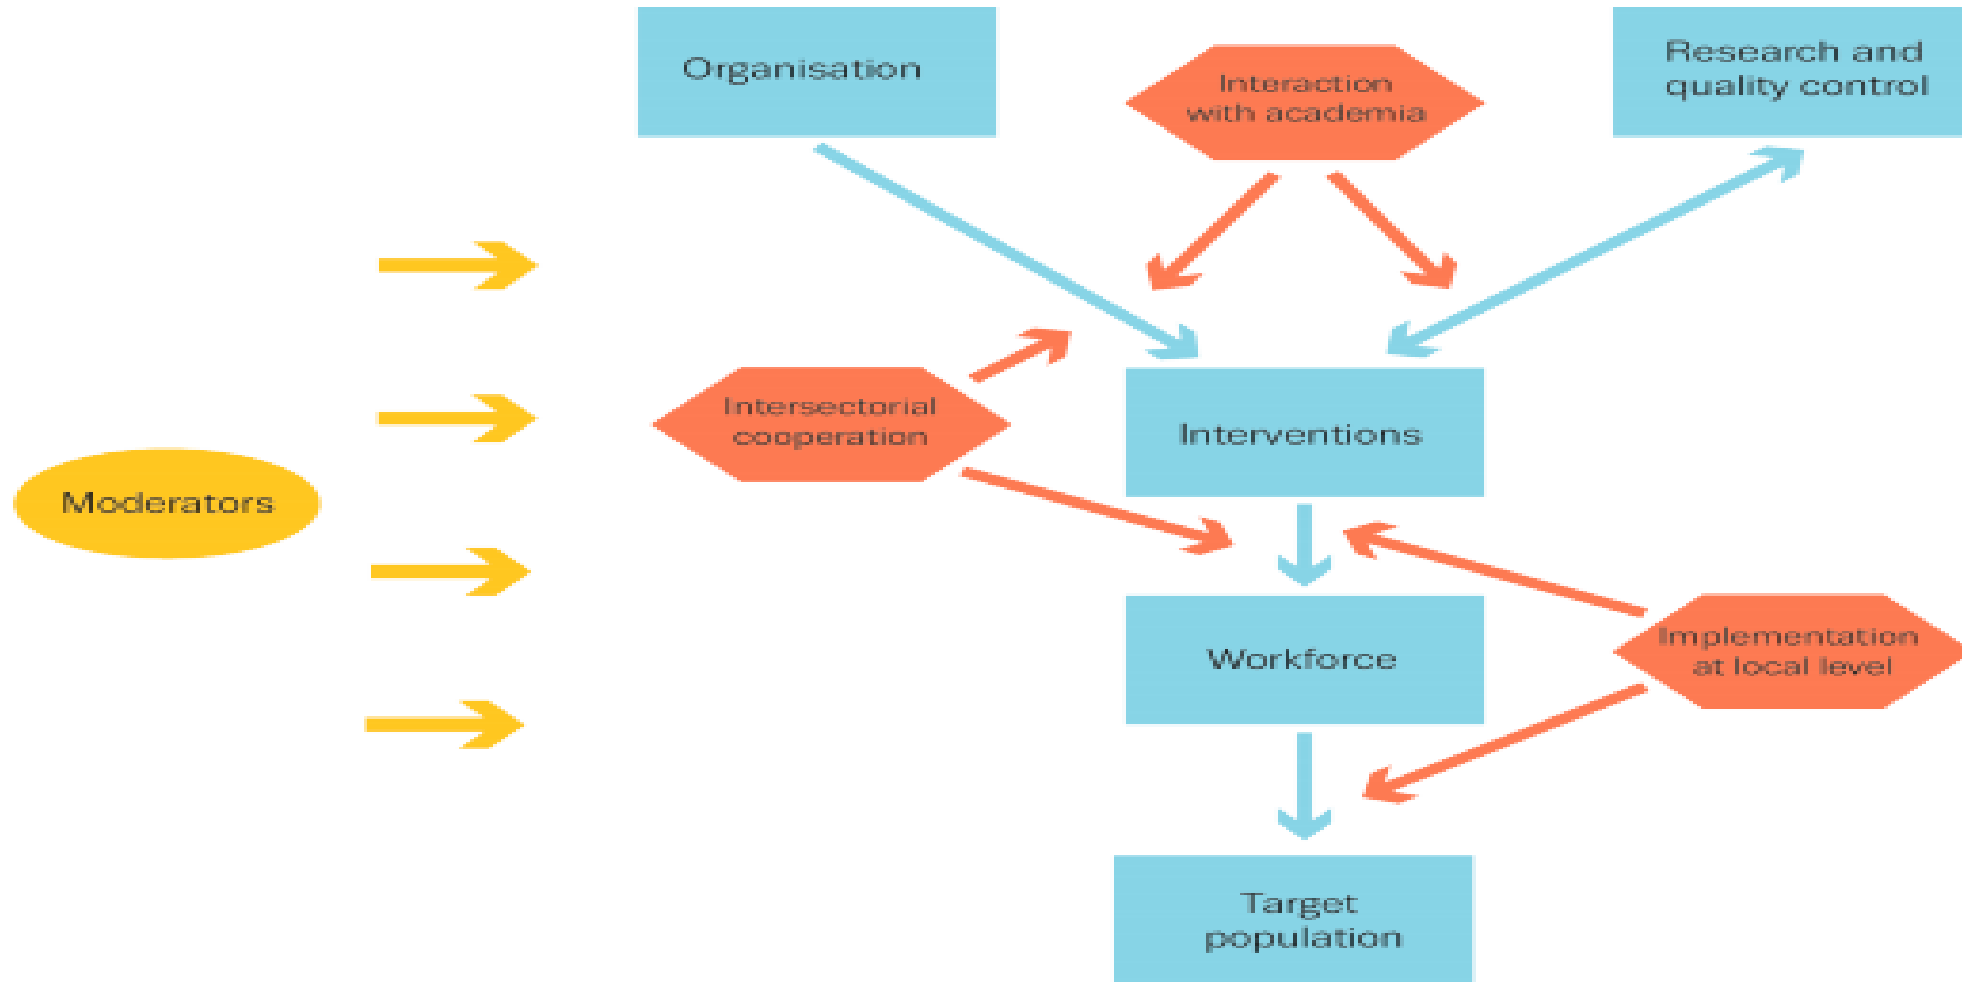 Organisation
Interaction
with academia
Research and
quality control
Intersectorial
cooperation
Interventions
Moderators
Workforce
Implementation
at local level
Target
population